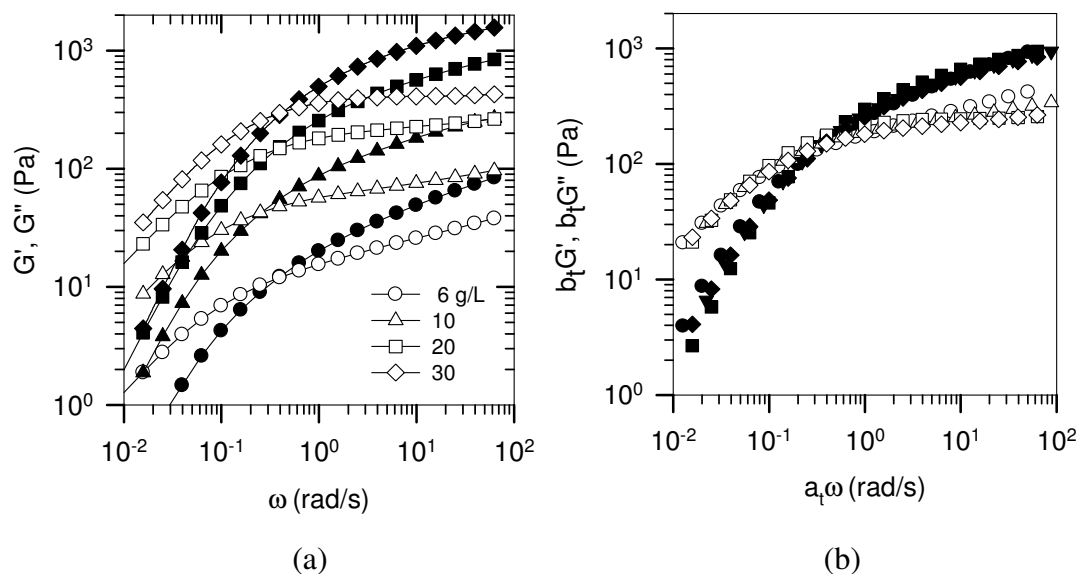 G', G" (Pa)
10³
10²
10¹
10⁰
6 g/L
10
20
30
10⁻² 10⁻¹ 10⁰ 10¹ 10²
ω (rad/s)
(a)
bₜG', bₜG" (Pa)
10³
10²
10¹
10⁰
10⁻² 10⁻¹ 10⁰ 10¹ 10²
aₜω (rad/s)
(b)